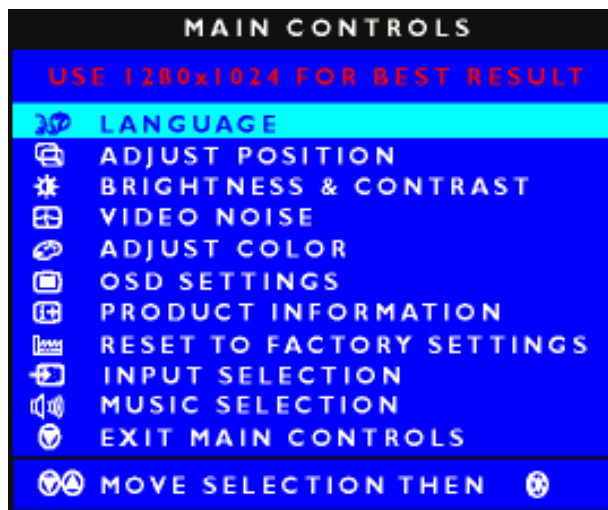 MAIN CONTROLS
USE 1280x1024 FOR BEST RESULT
LANGUAGE
ADJUST POSITION
BRIGHTNESS & CONTRAST
VIDEO NOISE
ADJUST COLOR
OSD SETTINGS
PRODUCT INFORMATION
RESET TO FACTORY SETTINGS
INPUT SELECTION
MUSIC SELECTION
EXIT MAIN CONTROLS
MOVE SELECTION THEN